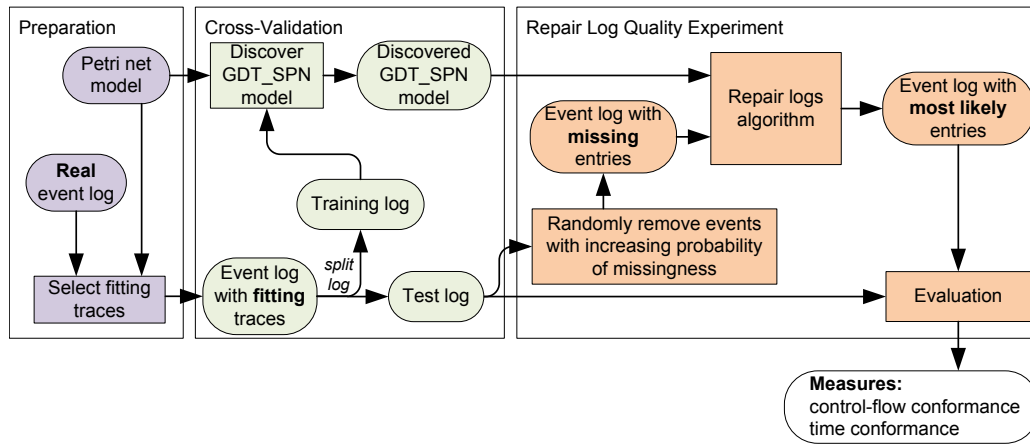 Preparation
Petri net
model
Real
event log
Select fitting
traces
Cross-Validation
Discover
GDT_SPN
model
Discovered
GDT_SPN
model
Training log
Event log
with fitting
traces
split
log
Test log
Repair Log Quality Experiment
Event log with
missing
entries
Repair logs
algorithm
Event log with
most likely
entries
Randomly remove events
with increasing probability
of missingness
Evaluation
Measures:
control-flow conformance
time conformance